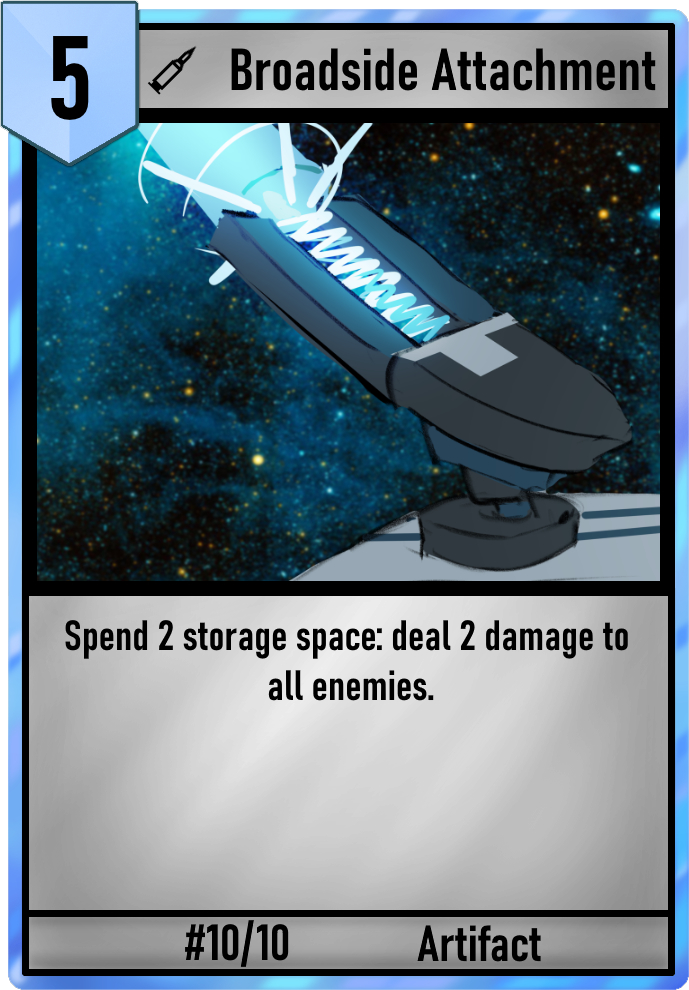 5
Broadside Attachment
Spend 2 storage space: deal 2 damage to
all enemies.
#10/10 Artifact